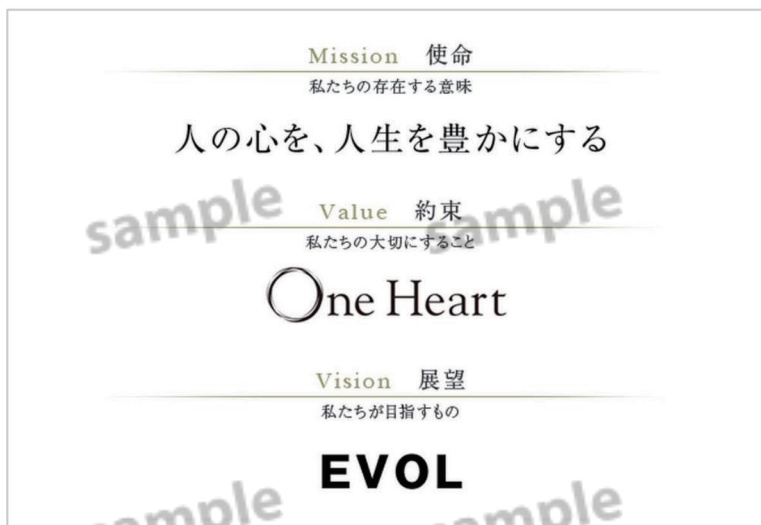 Mission 使命
私たちの存在する意味
人の心を、人生を豊かにする
sample sample
Value 約束
私たちの大切にすること
One Heart
Vision 展望
私たちが目指すもの
EVOL
sample sample